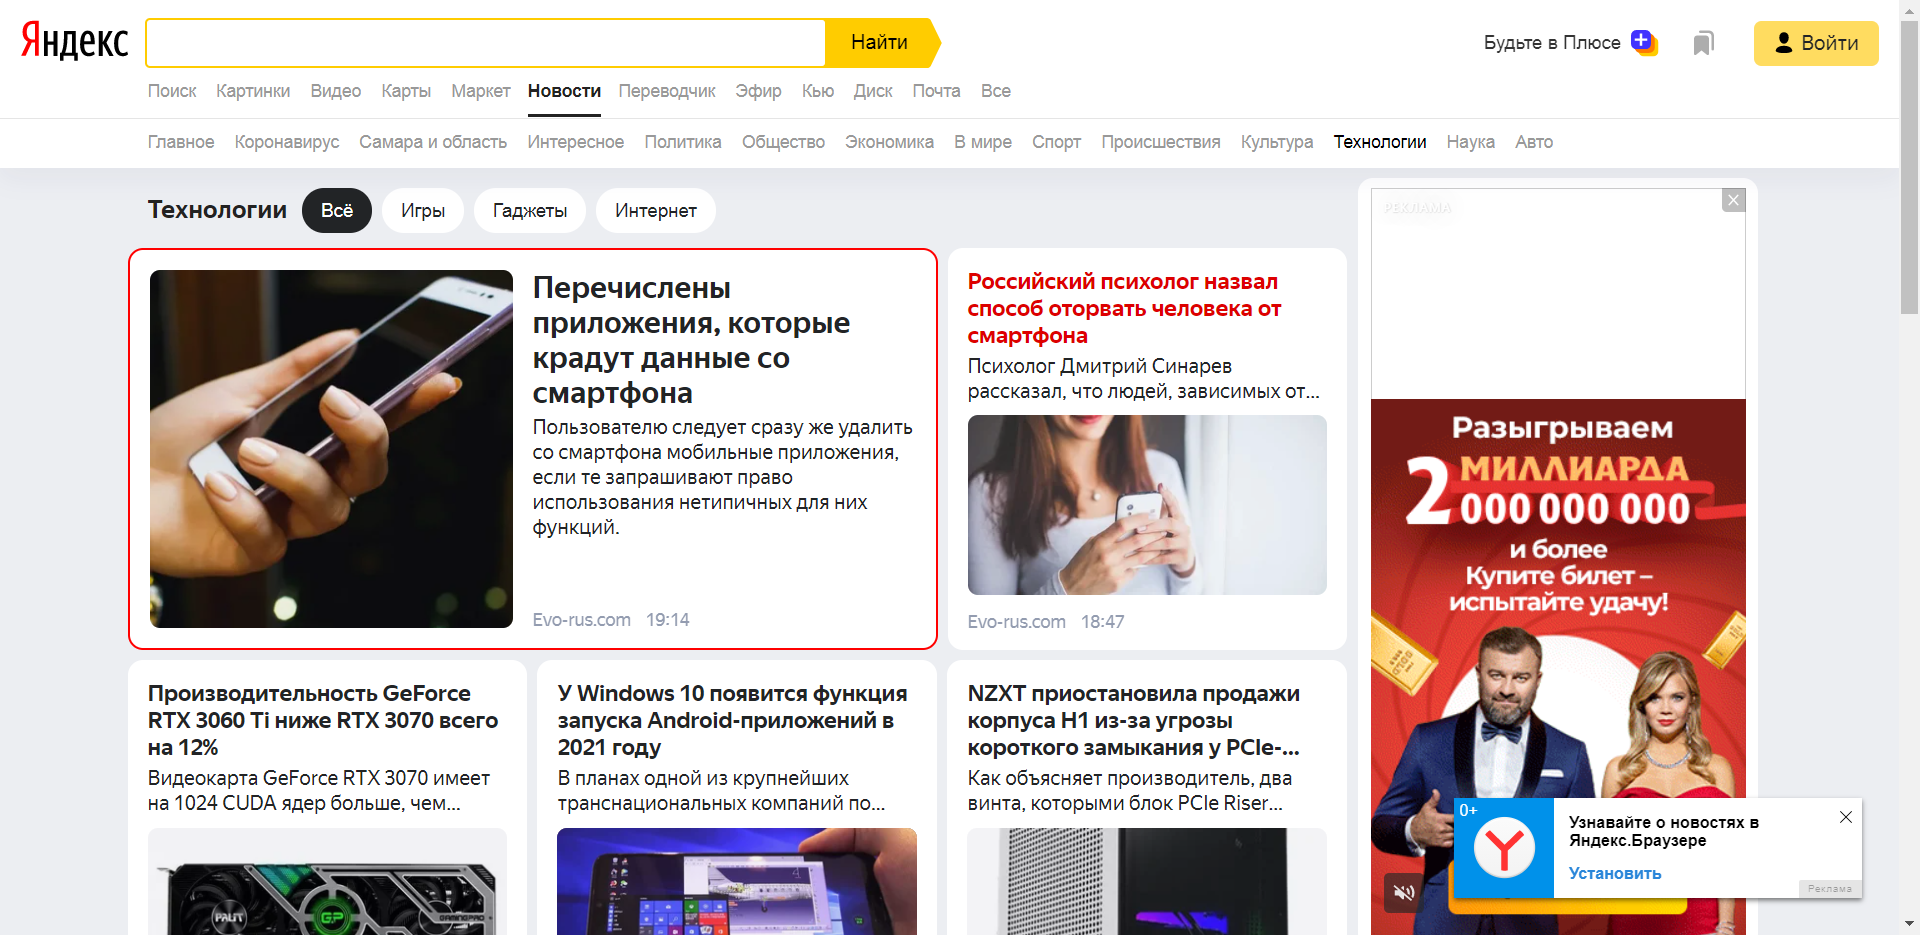 Яндекс
Найти
Будьте в Плюсе
Войти
Поиск Картинки Видео Карты Маркет Новости Переводчик Эфир Кью Диск Почта Все
Главное Коронавирус Самара и область Интересное Политика Общество Экономика В мире Спорт Происшествия Культура Технологии Наука Авто
Технологии
Всё
Игры
Гаджеты
Интернет
Перечислены
приложения, которые
крадут данные со
смартфона
Пользователю следует сразу же удалить
со смартфона мобильные приложения,
если те запрашивают право
использования нетипичных для них
функций.
Evo-rus.com 19:14
Российский психолог назвал
способ оторвать человека от
смартфона
Психолог Дмитрий Синарев
рассказал, что людей, зависимых от...
Evo-rus.com 18:47
РЕКЛАМА
Разыгрываем
2 МИЛЛИАРДА
000 000 000
и более
Купите билет –
испытайте удачу!
Производительность GeForce
RTX 3060 Ti ниже RTX 3070 всего
на 12%
Видеокарта GeForce RTX 3070 имеет
на 1024 CUDA ядер больше, чем...
PALIT
GP
GAMINGPRO
У Windows 10 появится функция
запуска Android-приложений в
2021 году
В планах одной из крупнейших
транснациональных компаний по...
NZXT приостановила продажи
корпуса H1 из-за угрозы
короткого замыкания у PCIe-...
Как объясняет производитель, два
винта, которыми блок PCIe Riser...
0+
Узнавайте о новостях в
Яндекс.Браузере
Установить
Реклама